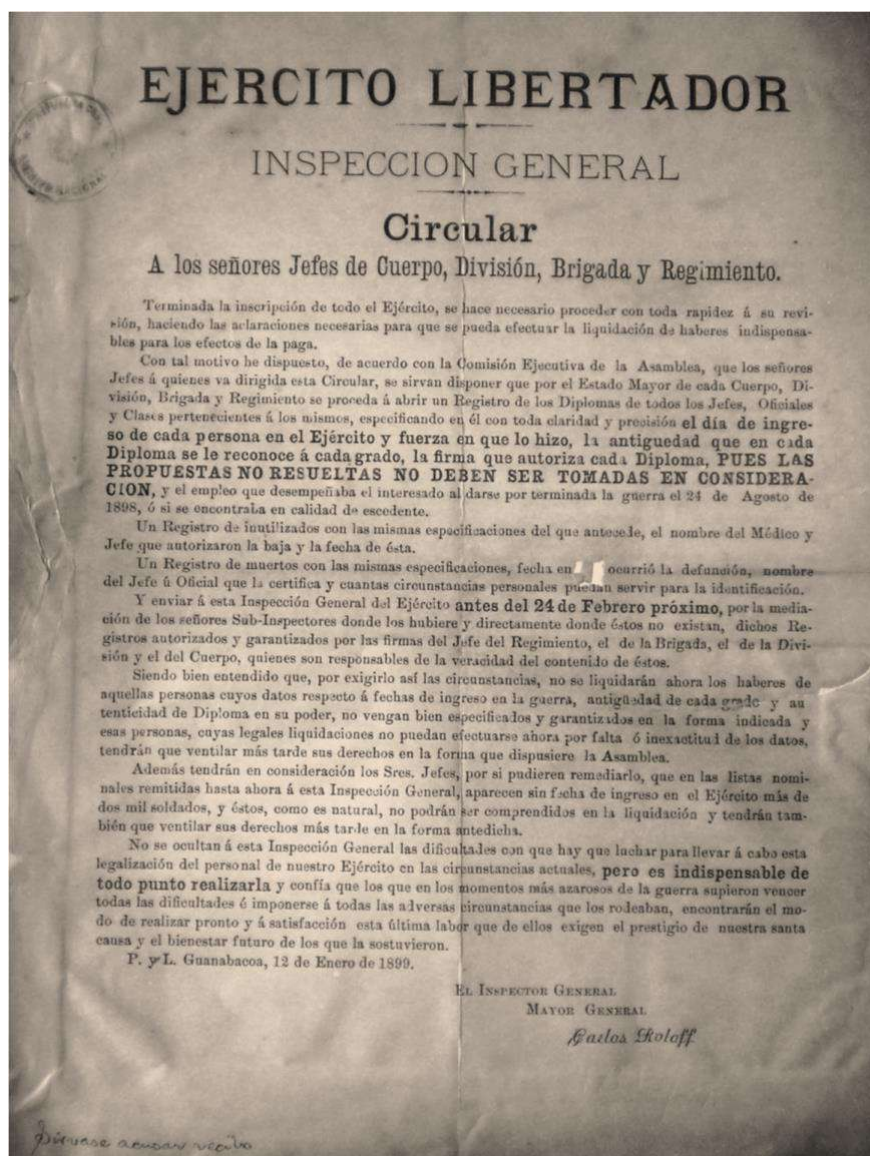 EJERCITO LIBERTADOR
INSPECCION GENERAL
Circular
A los señores Jefes de Cuerpo, División, Brigada y Regimiento.
Terminada la inscripción de todo el Ejército, se hace necesario proceder con toda rapidez á su revi-
sión, haciendo las aclaraciones necesarias para que se pueda efectuar la liquidación de haberes indispensa-
bles para los efectos de la paga.
Con tal motivo he dispuesto, de acuerdo con la Comisión Ejecutiva de la Asamblea, que los señores
Jefes á quienes va dirigida esta Circular, se sirvan disponer que por el Estado Mayor de cada Cuerpo, Di-
visión, Brigada y Regimiento se proceda á abrir un Registro de los Diplomas de todos los Jefes, Oficiales
y Clases pertenecientes á los mismos, especificando en él con toda claridad y precisión el día de ingre-
so de cada persona en el Ejército y fuerza en que lo hizo, la antiguedad que en cada
Diploma se le reconoce á cada grado, la firma que autoriza cada Diploma, PUES LAS
PROPUESTAS NO RESUELTAS NO DEBEN SER TOMADAS EN CONSIDERA-
CION, y el empleo que desempeñaba el interesado al darse por terminada la guerra el 24 de Agosto de
1898, ó si se encontraba en calidad de escedente.
Un Registro de inutilizados con las mismas especificaciones del que antecede, el nombre del Médico y
Jefe que autorizaron la baja y la fecha de ésta.
Un Registro de muertos con las mismas especificaciones, fecha en ocurrió la defunción, nombre
del Jefe ú Oficial que la certifica y cuantas circunstancias personales puedan servir para la identificación.
Y enviar á esta Inspección General del Ejército antes del 24 de Febrero próximo, por la media-
ción de los señores Sub-Inspectores donde los hubiere y directamente donde éstos no existan, dichos Re-
gistros autorizados y garantizados por las firmas del Jefe del Regimiento, el de la Brigada, el de la Divi-
sión y el del Cuerpo, quienes son responsables de la veracidad del contenido de éstos.
Siendo bien entendido que, por exigirlo así las circunstancias, no se liquidarán ahora los haberes de
aquellas personas cuyos datos respecto á fechas de ingreso en la guerra, antigüedad de cada grado y au
tenticidad de Diploma en su poder, no vengan bien especificados y garantizados en la forma indicada y
esas personas, cuyas legales liquidaciones no puedan efectuarse ahora por falta ó inexactitud de los datos,
tendrán que ventilar más tarde sus derechos en la forma que dispusiere la Asamblea.
Además tendrán en consideración los Sres. Jefes, por si pudieren remediarlo, que en las listas nomi-
nales remitidas hasta ahora á esta Inspección General, aparecen sin fecha de ingreso en el Ejército más de
dos mil soldados, y éstos, como es natural, no podrán ser comprendidos en la liquidación y tendrán tam-
bién que ventilar sus derechos más tarde en la forma antedicha.
No se ocultan á esta Inspección General las dificultades con que hay que luchar para llevar á cabo esta
legalización del personal de nuestro Ejército en las circunstancias actuales, pero es indispensable de
todo punto realizarla y confía que los que en los momentos más azarosos de la guerra supieron vencer
todas las dificultades é imponerse á todas las adversas circunstancias que los rodeaban, encontrarán el mo-
do de realizar pronto y á satisfacción esta última labor que de ellos exigen el prestigio de nuestra santa
causa y el bienestar futuro de los que la sostuvieron.
P. y L. Guanabacoa, 12 de Enero de 1899.
EL INSPECTOR GENERAL
MAYOR GENERAL
Carlos Roloff
Sírvase acusar recibo